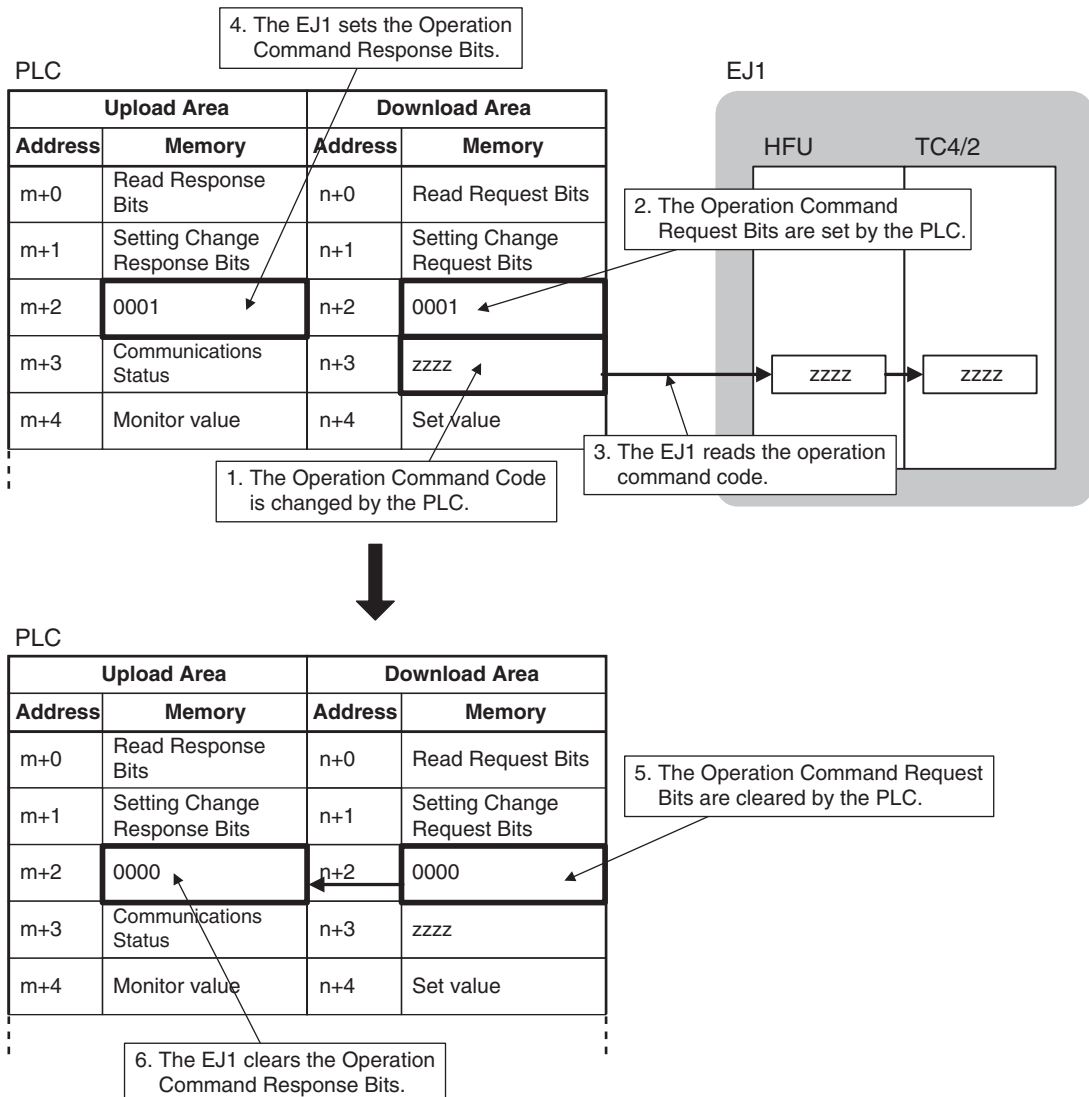 4. The EJ1 sets the Operation
Command Response Bits.
PLC
EJ1
Upload Area Download Area
Address Memory Address Memory
m+0 Read Response Bits n+0 Read Request Bits
m+1 Setting Change Response Bits n+1 Setting Change Request Bits
m+2 0001 n+2 0001
m+3 Communications Status n+3 zzzz
m+4 Monitor value n+4 Set value
HFU TC4/2
2. The Operation Command
Request Bits are set by the PLC.
zzzz zzzz
3. The EJ1 reads the operation
command code.
1. The Operation Command Code
is changed by the PLC.
PLC
Upload Area Download Area
Address Memory Address Memory
m+0 Read Response Bits n+0 Read Request Bits
m+1 Setting Change Response Bits n+1 Setting Change Request Bits
m+2 0000 n+2 0000
m+3 Communications Status n+3 zzzz
m+4 Monitor value n+4 Set value
5. The Operation Command Request
Bits are cleared by the PLC.
6. The EJ1 clears the Operation
Command Response Bits.